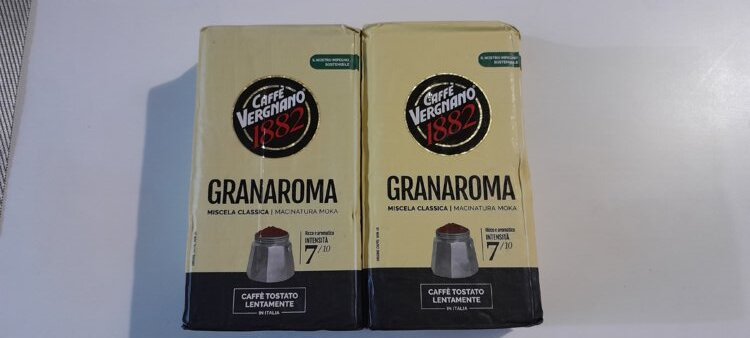 IL NOSTRO IMPEGNO
SOSTENIBILE
CAFFÈ
VERGNANO
1882
GRANAROMA
MISCELA CLASSICA | MACINATURA MOKA
Ricco e aromatico
INTENSITÀ
7/10
CAFFÈ TOSTATO
LENTAMENTE
IN ITALIA
IL NOSTRO IMPEGNO
SOSTENIBILE
CAFFÈ
VERGNANO
1882
GRANAROMA
MISCELA CLASSICA | MACINATURA MOKA
Ricco e aromatico
INTENSITÀ
7/10
CAFFÈ TOSTATO
LENTAMENTE
IN ITALIA